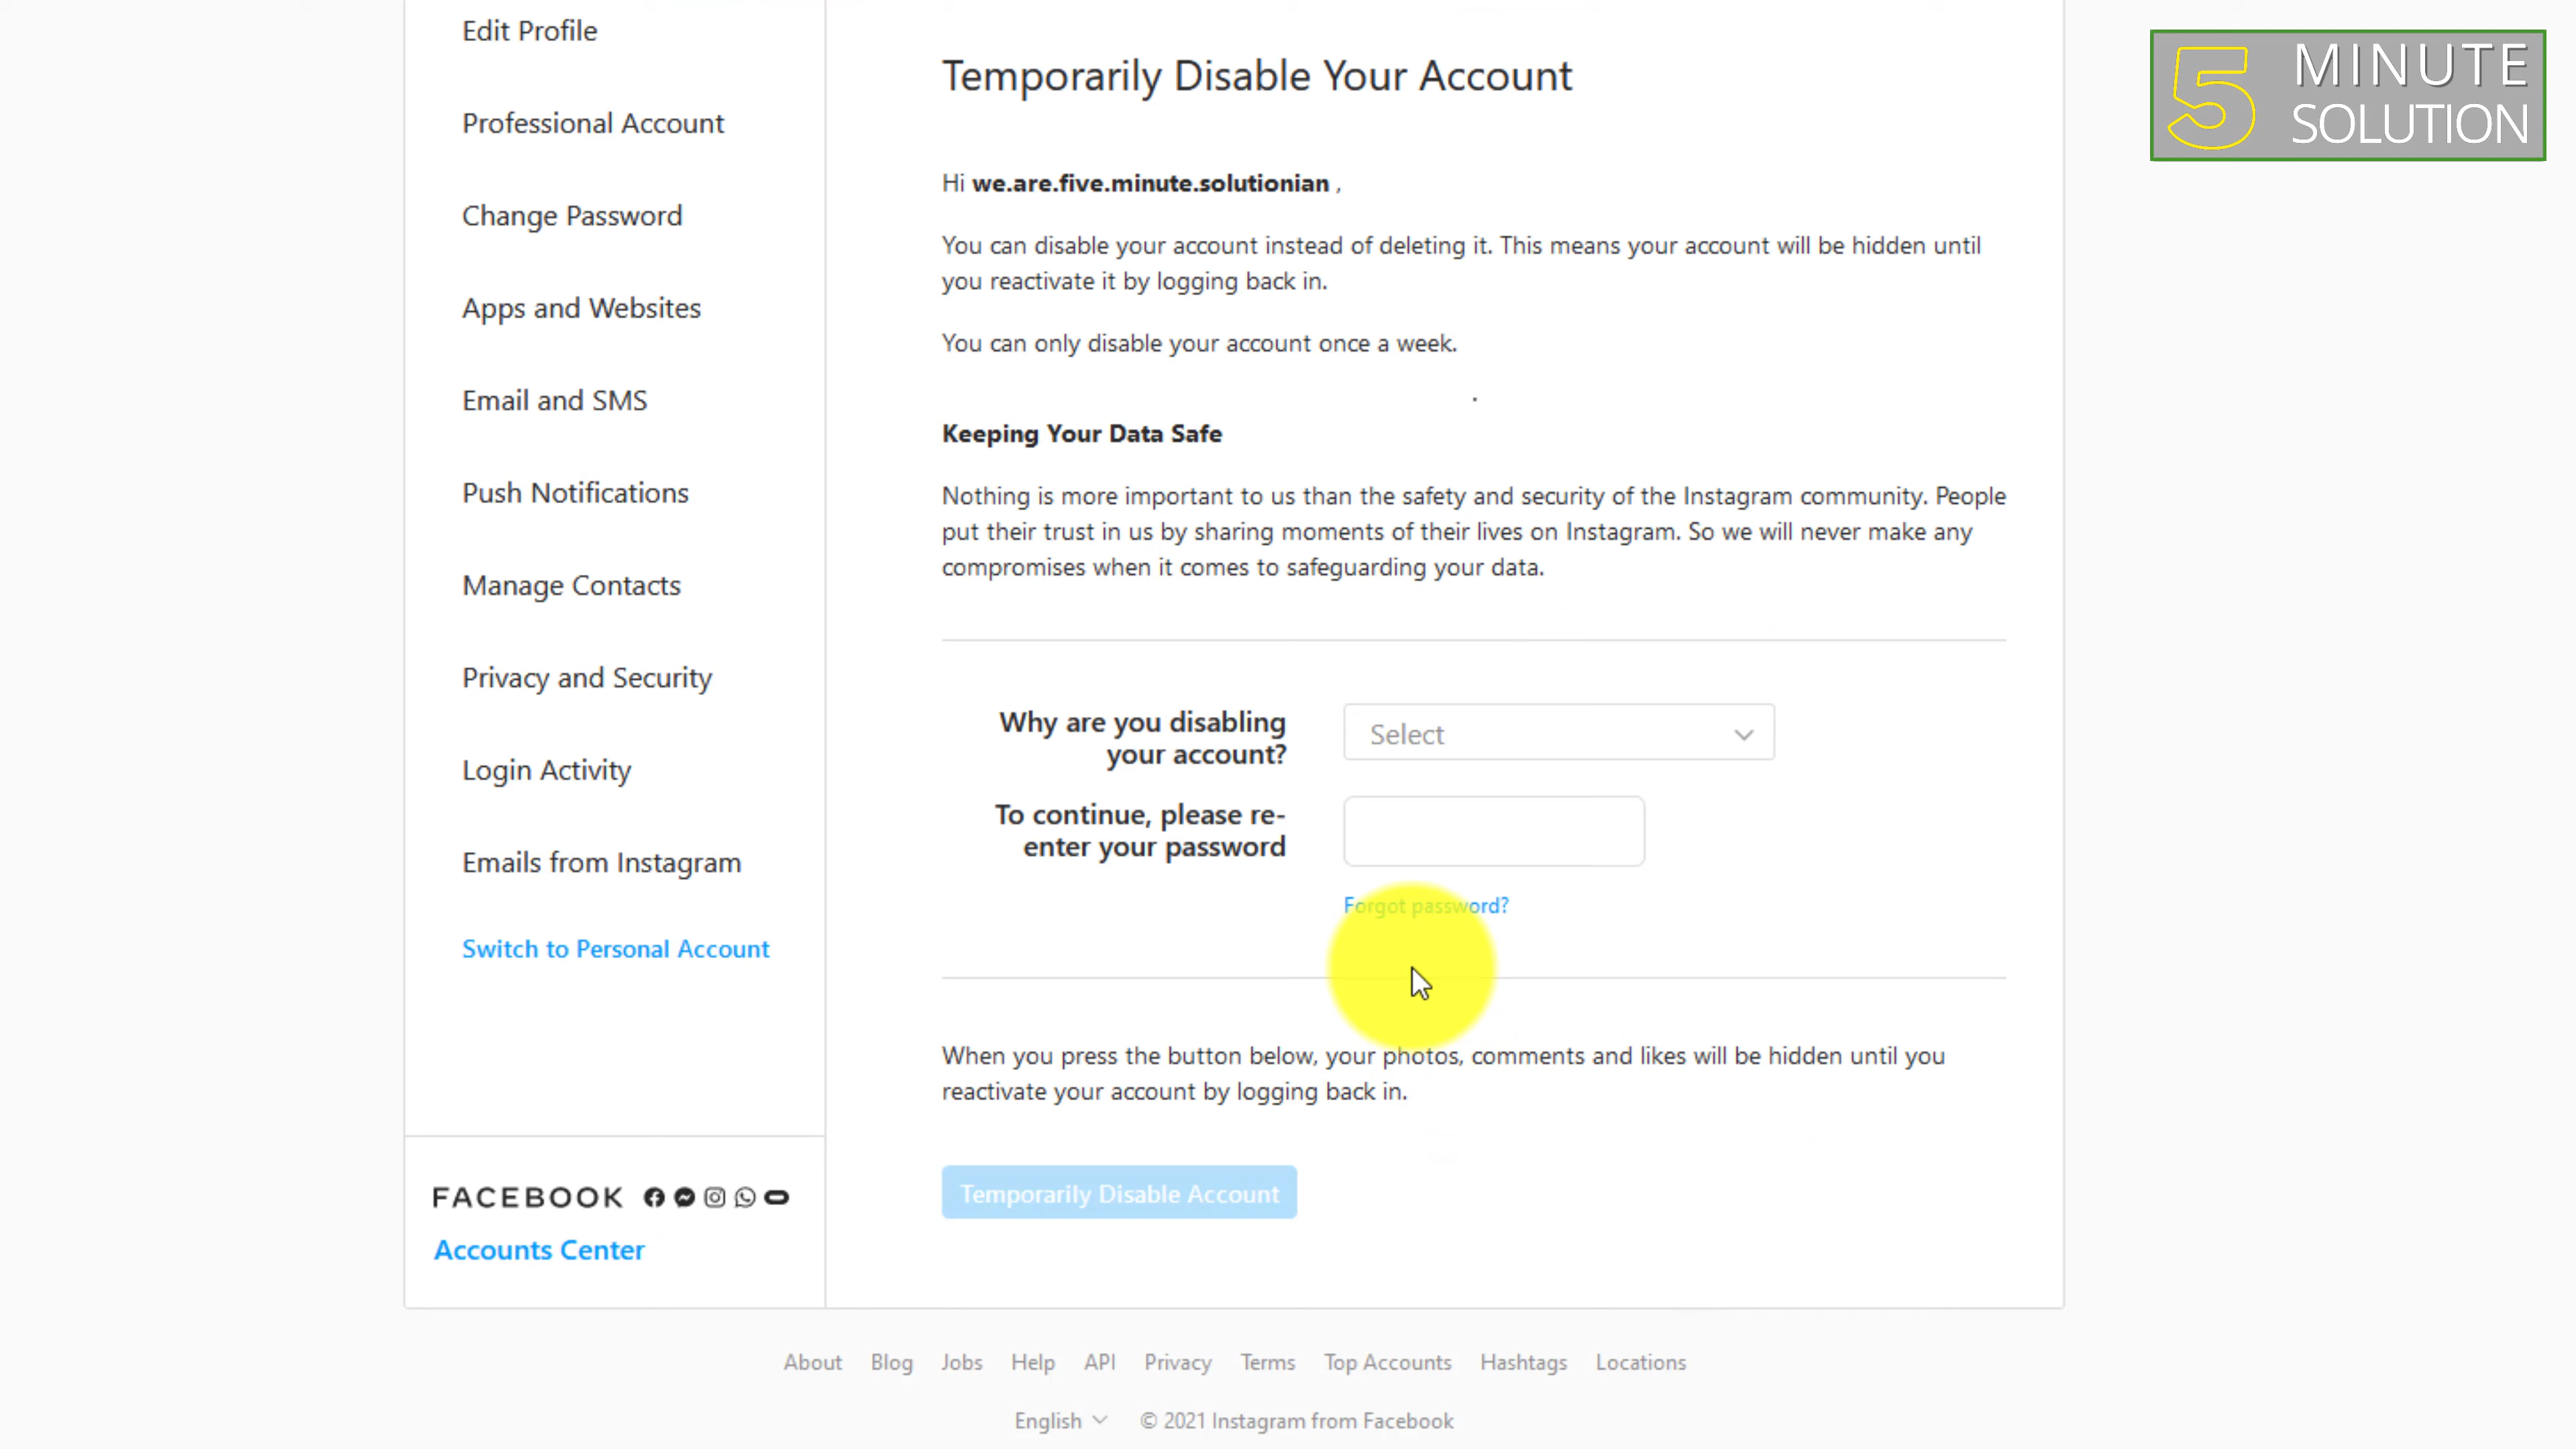 Edit Profile
Professional Account
Change Password
Apps and Websites
Email and SMS
Push Notifications
Manage Contacts
Privacy and Security
Login Activity
Emails from Instagram
Switch to Personal Account
FACEBOOK
Accounts Center
Temporarily Disable Your Account
Hi we.are.five.minute.solutionian ,
You can disable your account instead of deleting it. This means your account will be hidden until
you reactivate it by logging back in.
You can only disable your account once a week.
.
Keeping Your Data Safe
Nothing is more important to us than the safety and security of the Instagram community. People
put their trust in us by sharing moments of their lives on Instagram. So we will never make any
compromises when it comes to safeguarding your data.
Why are you disabling
your account?
Select
To continue, please re-
enter your password
Forgot password?
When you press the button below, your photos, comments and likes will be hidden until you
reactivate your account by logging back in.
Temporarily Disable Account
About Blog Jobs Help API Privacy Terms Top Accounts Hashtags Locations
English © 2021 Instagram from Facebook
5 MINUTE
SOLUTION